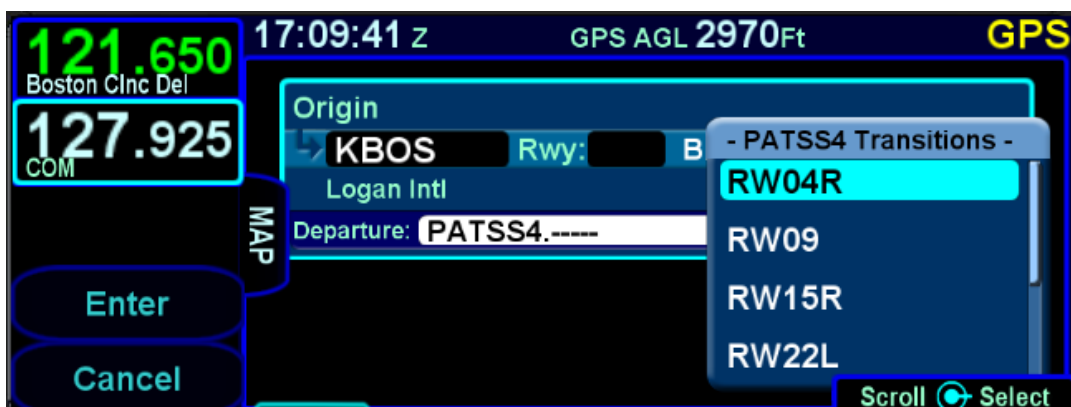 121.650
Boston Clnc Del
127.925
COM
Enter
Cancel
MAP
17:09:41 Z GPS AGL 2970Ft GPS
Origin
KBOS Rwy: B
Logan Intl
Departure: PATSS4.-----
- PATSS4 Transitions -
RW04R
RW09
RW15R
RW22L
Scroll Select